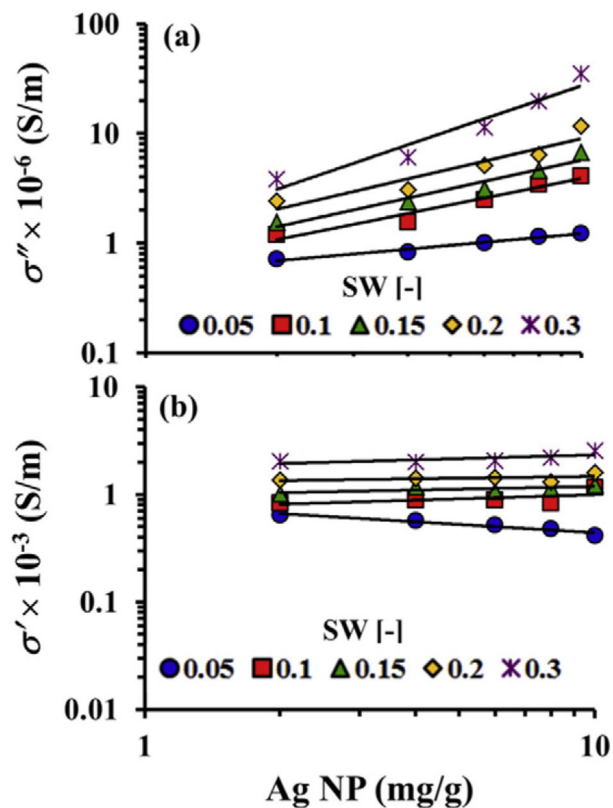 (a)
σ″ × 10⁻⁶ (S/m)
100
10
1
0.1
SW [-]
0.05 0.1 0.15 0.2 0.3
(b)
σ′ × 10⁻³ (S/m)
10
1
0.1
0.01
SW [-]
0.05 0.1 0.15 0.2 0.3
1 10
Ag NP (mg/g)